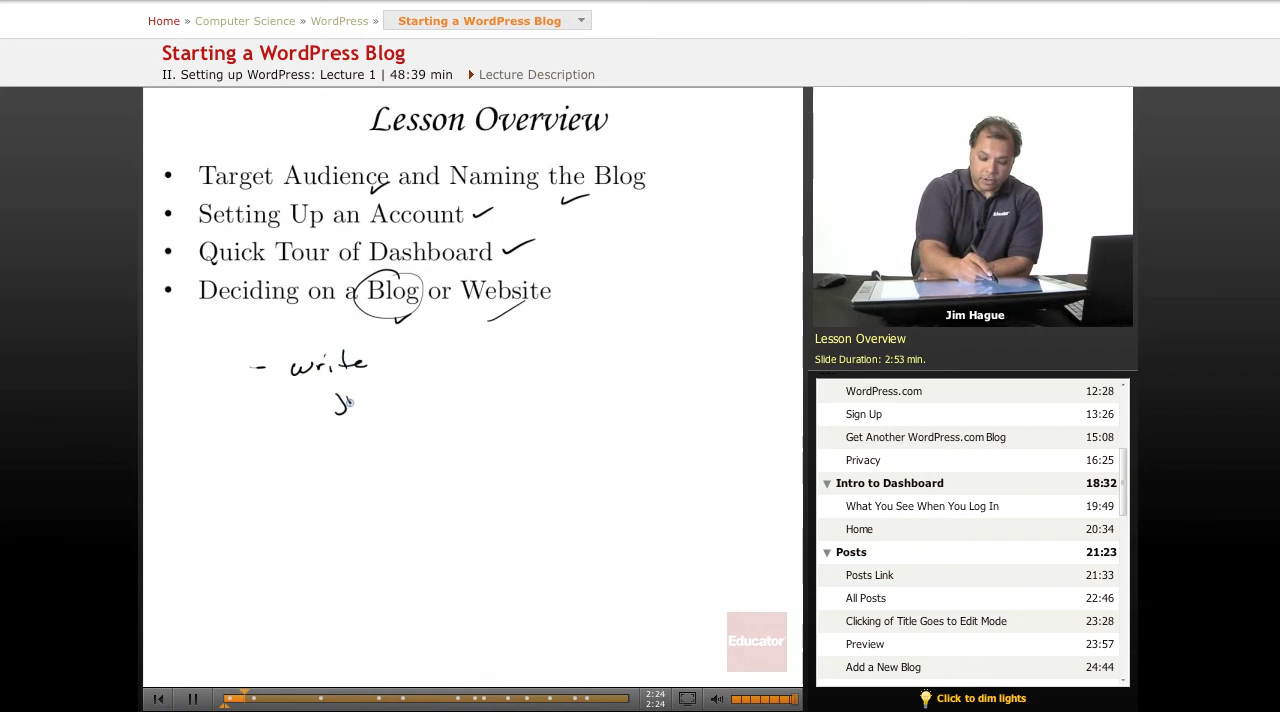 Home » Computer Science » WordPress » Starting a WordPress Blog
Starting a WordPress Blog
II. Setting up WordPress: Lecture 1 | 48:39 min Lecture Description
Lesson Overview
• Target Audience and Naming the Blog
• Setting Up an Account
• Quick Tour of Dashboard
• Deciding on a Blog or Website
- write
Educator
Educator
Jim Hague
Lesson Overview
Slide Duration: 2:53 min.
WordPress.com 12:28
Sign Up 13:26
Get Another WordPress.com Blog 15:08
Privacy 16:25
Intro to Dashboard 18:32
What You See When You Log In 19:49
Home 20:34
Posts 21:23
Posts Link 21:33
All Posts 22:46
Clicking of Title Goes to Edit Mode 23:28
Preview 23:57
Add a New Blog 24:44
2:24
2:24
Click to dim lights